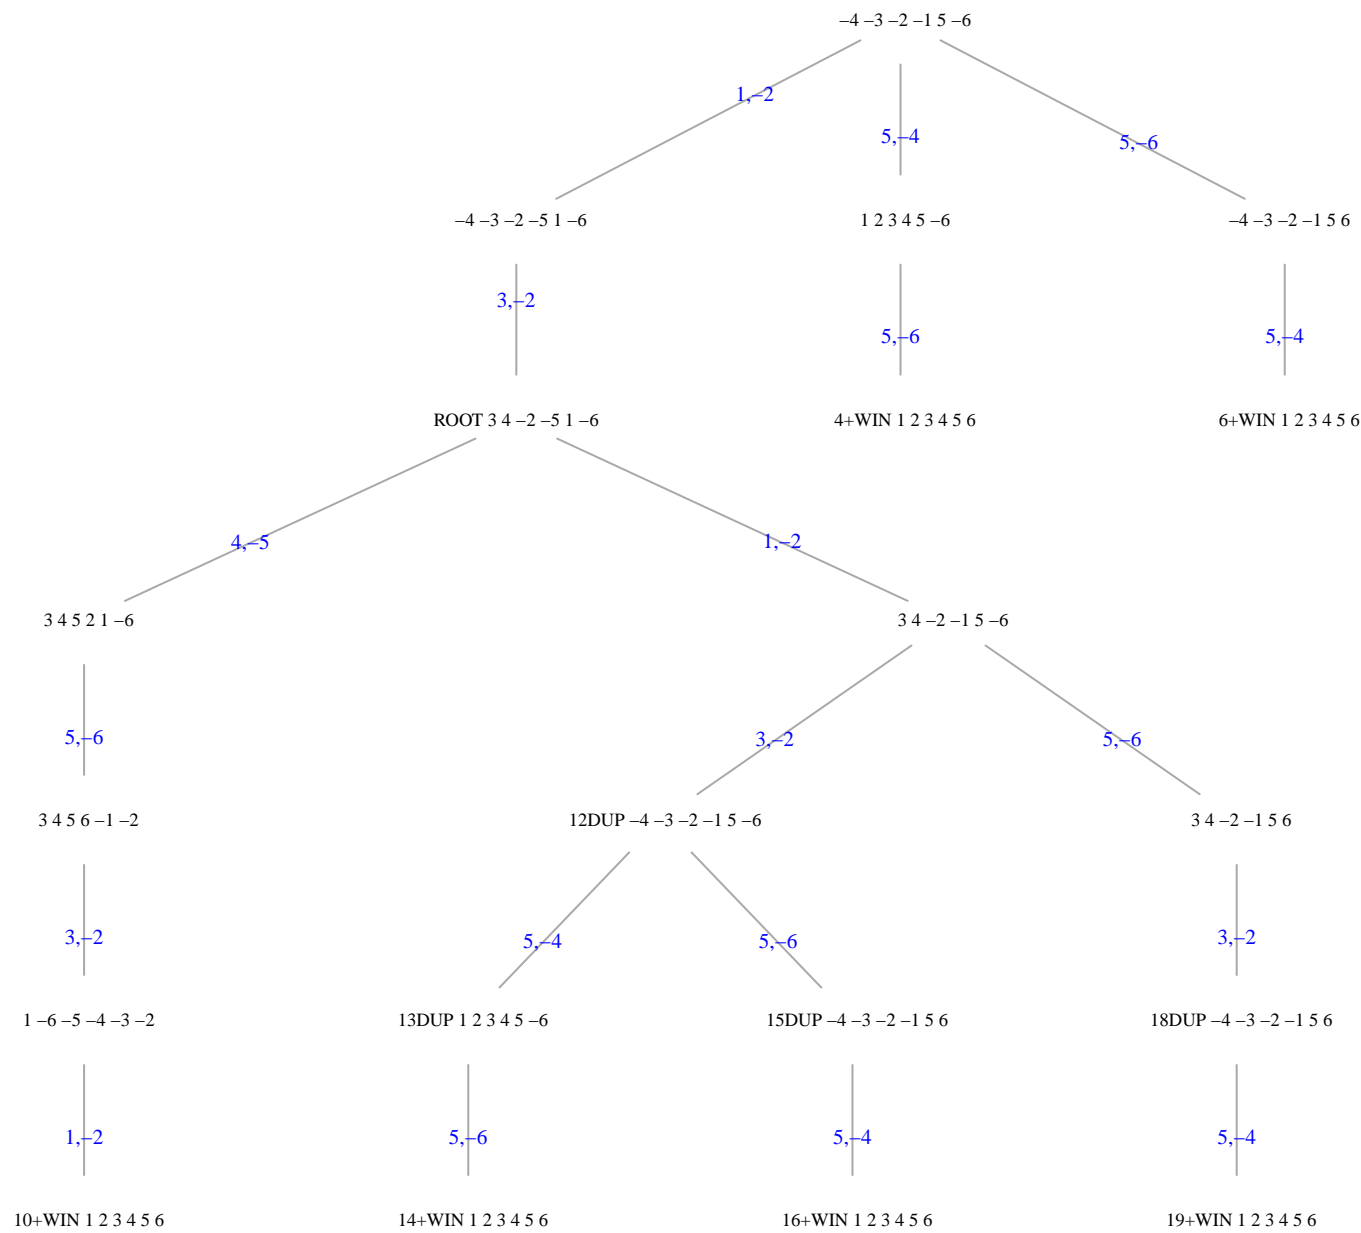 –4 –3 –2 –1 5 –6
1,–2
5,–4
5,–6
–4 –3 –2 –5 1 –6
1 2 3 4 5 –6
–4 –3 –2 –1 5 6
3,–2
5,–6
5,–4
ROOT 3 4 –2 –5 1 –6
4+WIN 1 2 3 4 5 6
6+WIN 1 2 3 4 5 6
4,–5
1,–2
3 4 5 2 1 –6
3 4 –2 –1 5 –6
5,–6
3,–2
5,–6
3 4 5 6 –1 –2
12DUP –4 –3 –2 –1 5 –6
3 4 –2 –1 5 6
3,–2
5,–4
5,–6
3,–2
1 –6 –5 –4 –3 –2
13DUP 1 2 3 4 5 –6
15DUP –4 –3 –2 –1 5 6
18DUP –4 –3 –2 –1 5 6
1,–2
5,–6
5,–4
5,–4
10+WIN 1 2 3 4 5 6
14+WIN 1 2 3 4 5 6
16+WIN 1 2 3 4 5 6
19+WIN 1 2 3 4 5 6